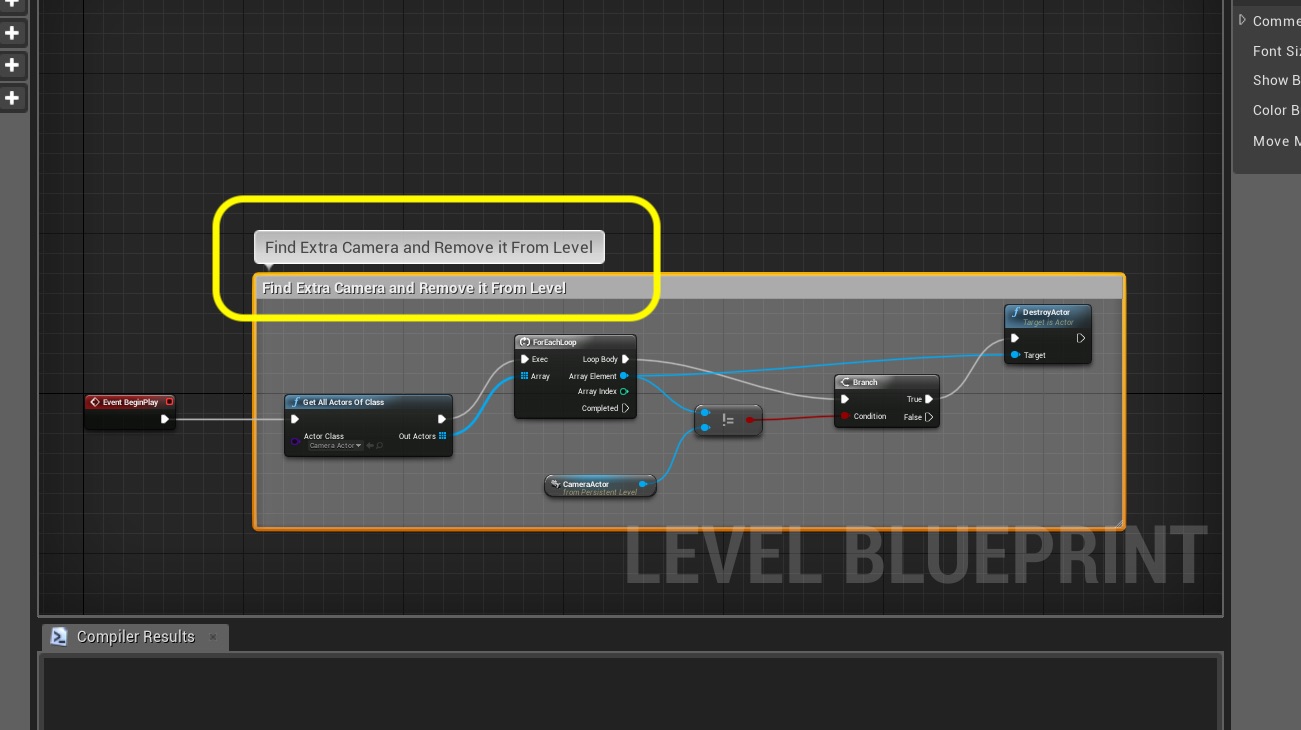 Comme
Font Siz
Show B
Color B
Move M
Find Extra Camera and Remove it From Level
Find Extra Camera and Remove it From Level
DestroyActor
Target is Actor
Target
ForEachLoop
Exec
Loop Body
Array
Array Element
Array Index
Completed
Branch
True
Condition
False
Event BeginPlay
Get All Actors Of Class
Actor Class
Camera Actor
Out Actors
!=
CameraActor
from Persistent Level
LEVEL BLUEPRINT
Compiler Results